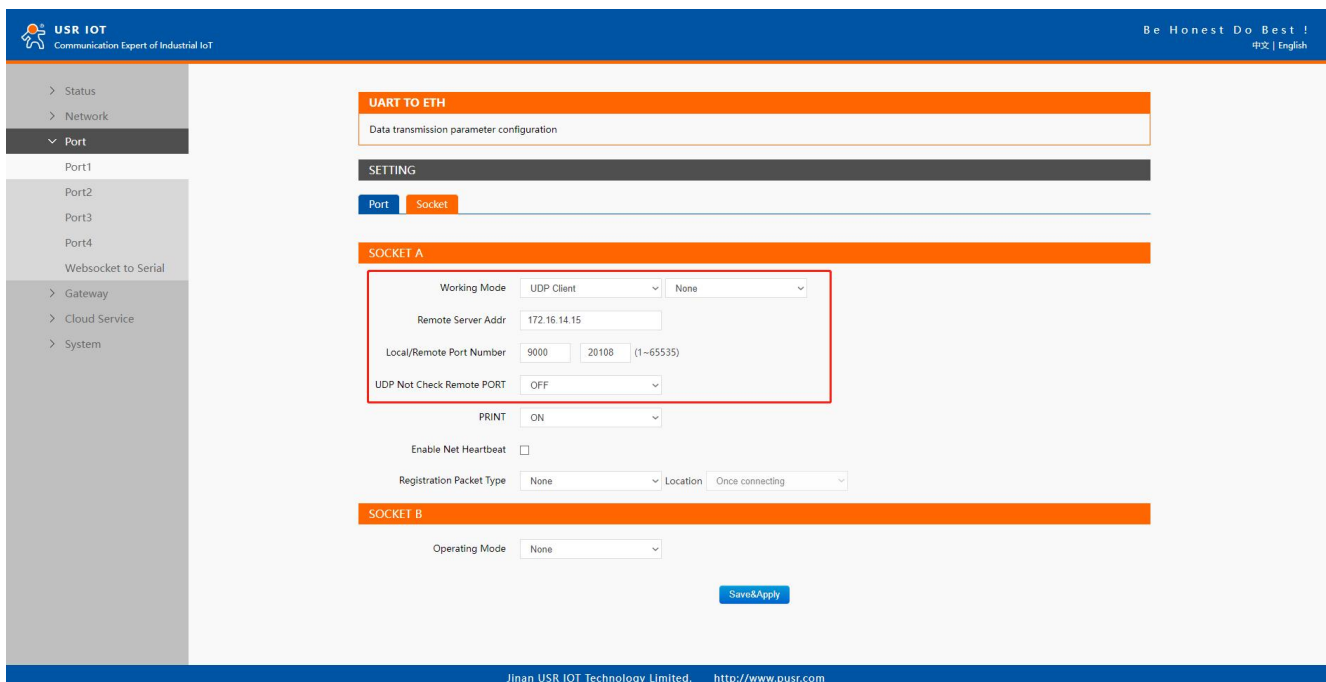 USR IOT
Communication Expert of Industrial IoT
Be Honest Do Best !
中文 | English
Status
Network
Port
Port1
Port2
Port3
Port4
Websocket to Serial
Gateway
Cloud Service
System
UART TO ETH
Data transmission parameter configuration
SETTING
Port Socket
SOCKET A
Working Mode UDP Client None
Remote Server Addr 172.16.14.15
Local/Remote Port Number 9000 20108 (1~65535)
UDP Not Check Remote PORT OFF
PRINT ON
Enable Net Heartbeat
Registration Packet Type None Location Once connecting
SOCKET B
Operating Mode None
Save&Apply
Jinan USR IOT Technology Limited. http://www.pusr.com